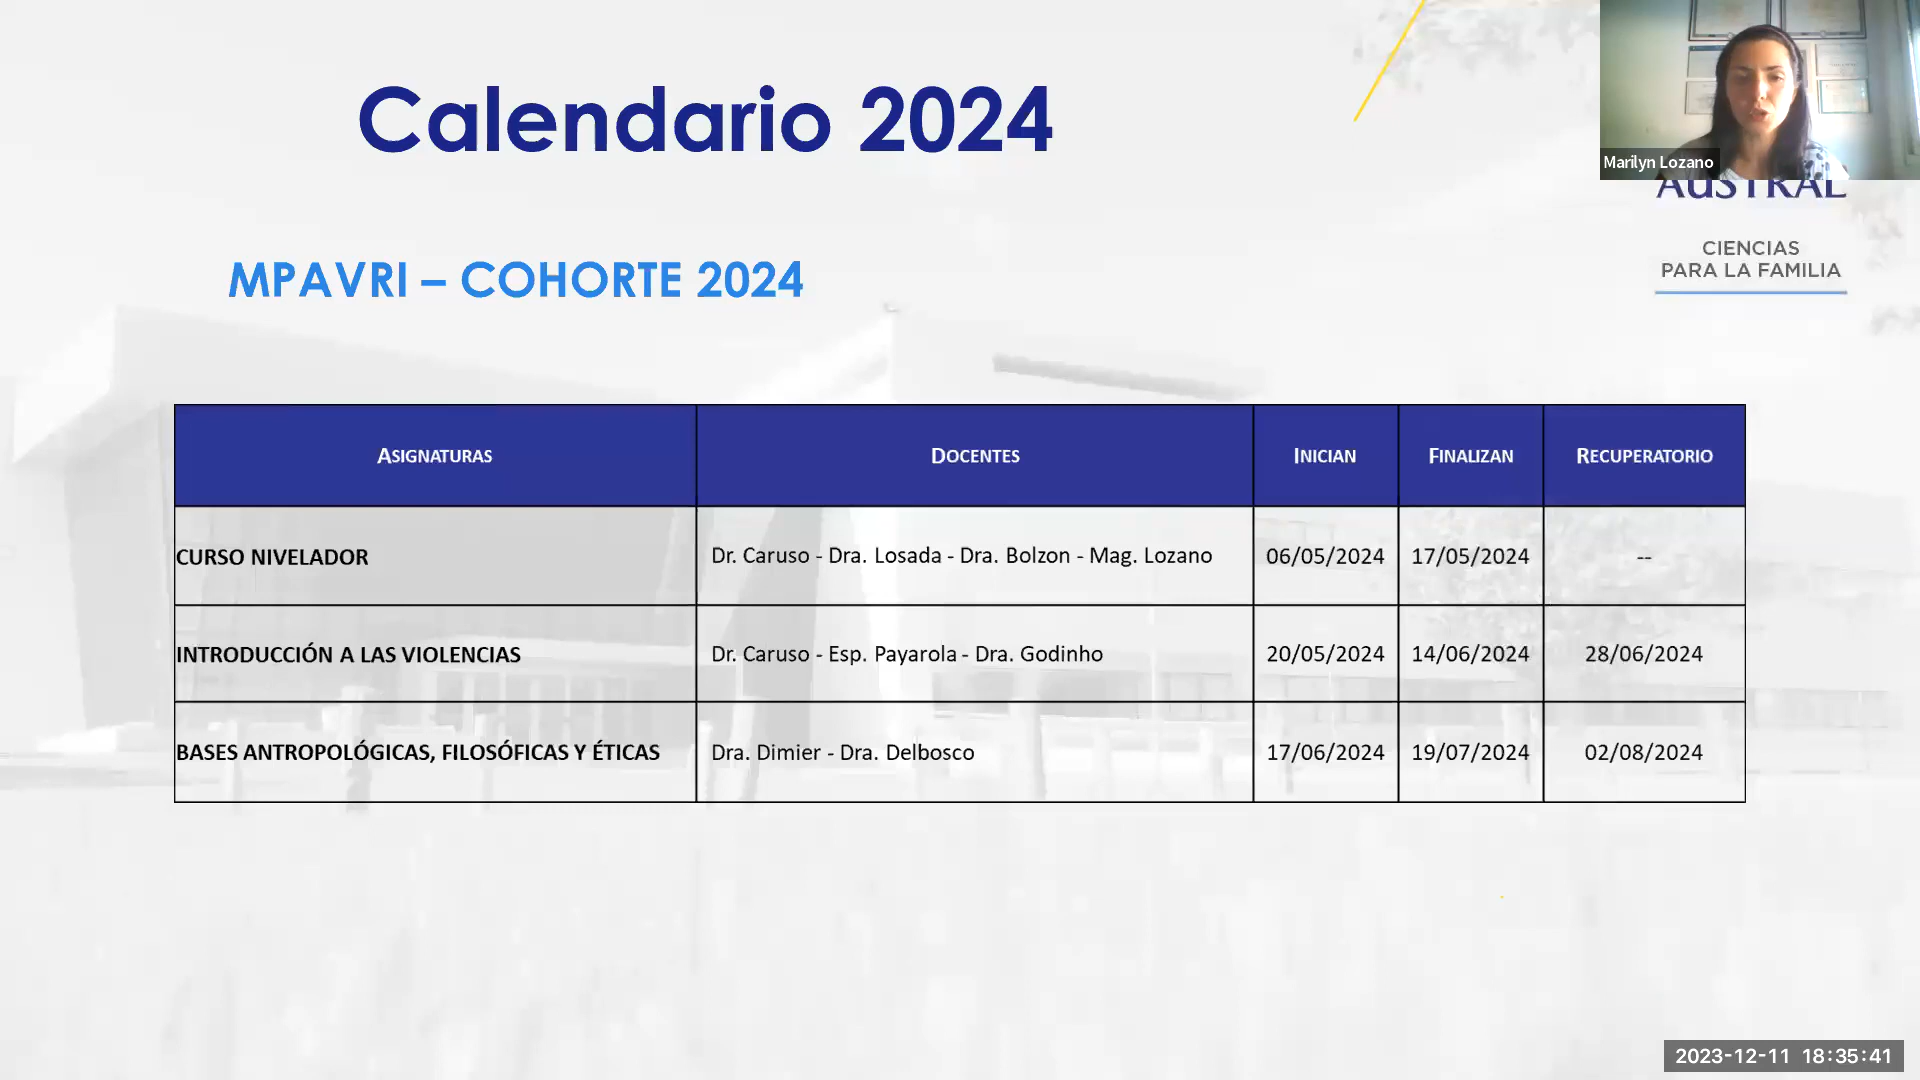 Calendario 2024
Marilyn Lozano
AUSTRAL
CIENCIAS
PARA LA FAMILIA
MPAVRI – COHORTE 2024
ASIGNATURAS DOCENTES INICIAN FINALIZAN RECUPERATORIO
CURSO NIVELADOR Dr. Caruso - Dra. Losada - Dra. Bolzon - Mag. Lozano 06/05/2024 17/05/2024 --
INTRODUCCIÓN A LAS VIOLENCIAS Dr. Caruso - Esp. Payarola - Dra. Godinho 20/05/2024 14/06/2024 28/06/2024
BASES ANTROPOLÓGICAS, FILOSÓFICAS Y ÉTICAS Dra. Dimier - Dra. Delbosco 17/06/2024 19/07/2024 02/08/2024
2023-12-11 18:35:41